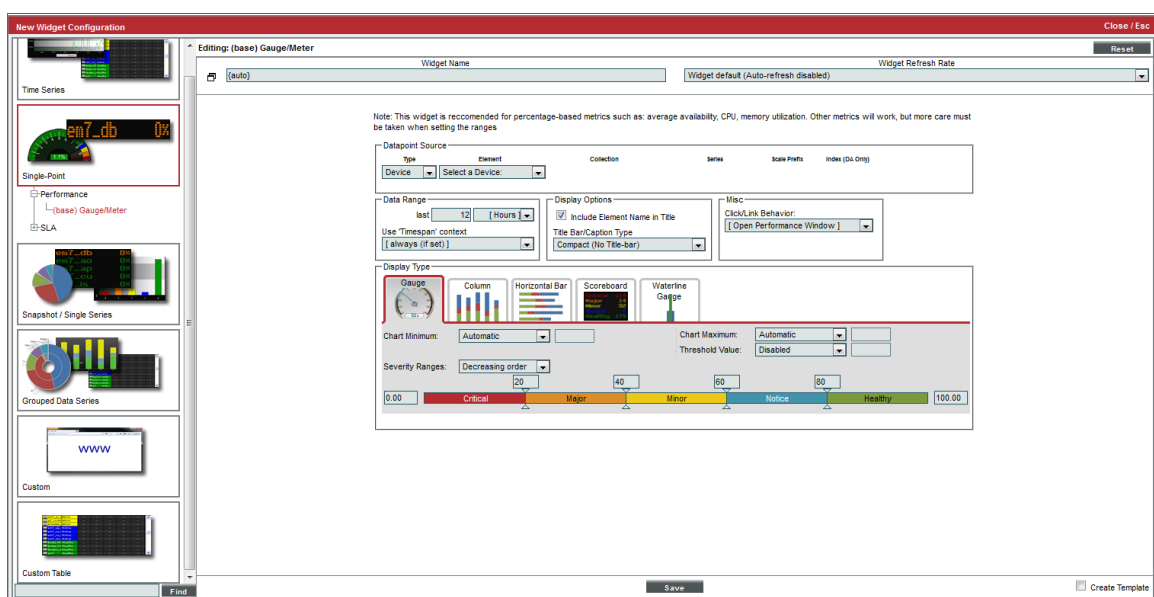 New Widget Configuration
Close / Esc
Editing: (base) Gauge/Meter
Reset
Widget Name
Widget Refresh Rate
{auto}
Widget default (Auto-refresh disabled)
Time Series
em7_db 0%
Single-Point
Performance
(base) Gauge/Meter
SLA
em7_db 0%
Snapshot / Single Series
Grouped Data Series
www
Custom
Custom Table
Find
Note: This widget is reccomended for percentage-based metrics such as: average availability, CPU, memory utilization. Other metrics will work, but more care must
be taken when setting the ranges
Datapoint Source
Type Element Collection Series Scale Prefix Index (DA Only)
Device Select a Device:
Data Range
last 12 [ Hours ]
Use 'Timespan' context
[ always (if set) ]
Display Options
Include Element Name in Title
Title Bar/Caption Type
Compact (No Title-bar)
Misc
Click/Link Behavior:
[ Open Performance Window ]
Display Type
Gauge Column Horizontal Bar Scoreboard Waterline
Gauge
Chart Minimum: Automatic
Chart Maximum: Automatic
Threshold Value: Disabled
Severity Ranges: Decreasing order
20 40 60 80
0.00 Critical Major Minor Notice Healthy 100.00
Save
Create Template